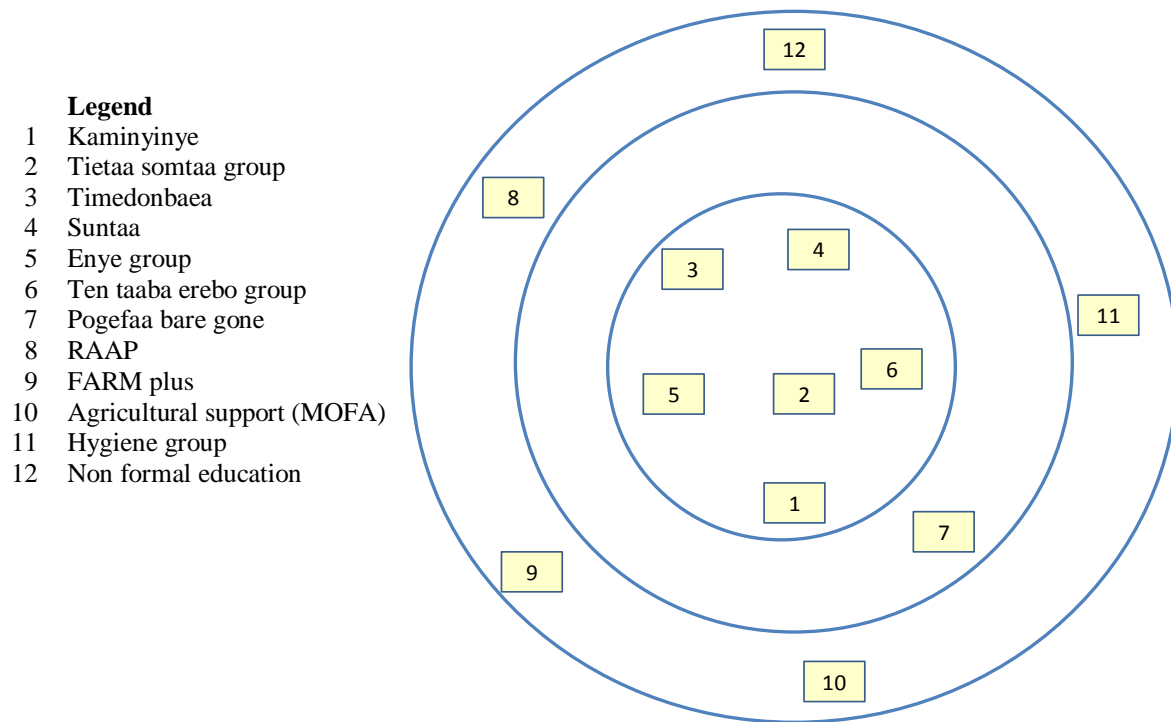 Legend
1 Kaminyinye
2 Tietaa somtaa group
3 Timedonbaea
4 Suntaa
5 Enye group
6 Ten taaba erebo group
7 Pogefaa bare gone
8 RAAP
9 FARM plus
10 Agricultural support (MOFA)
11 Hygiene group
12 Non formal education
12
8
4
3
11
6
5
2
1
7
9
10